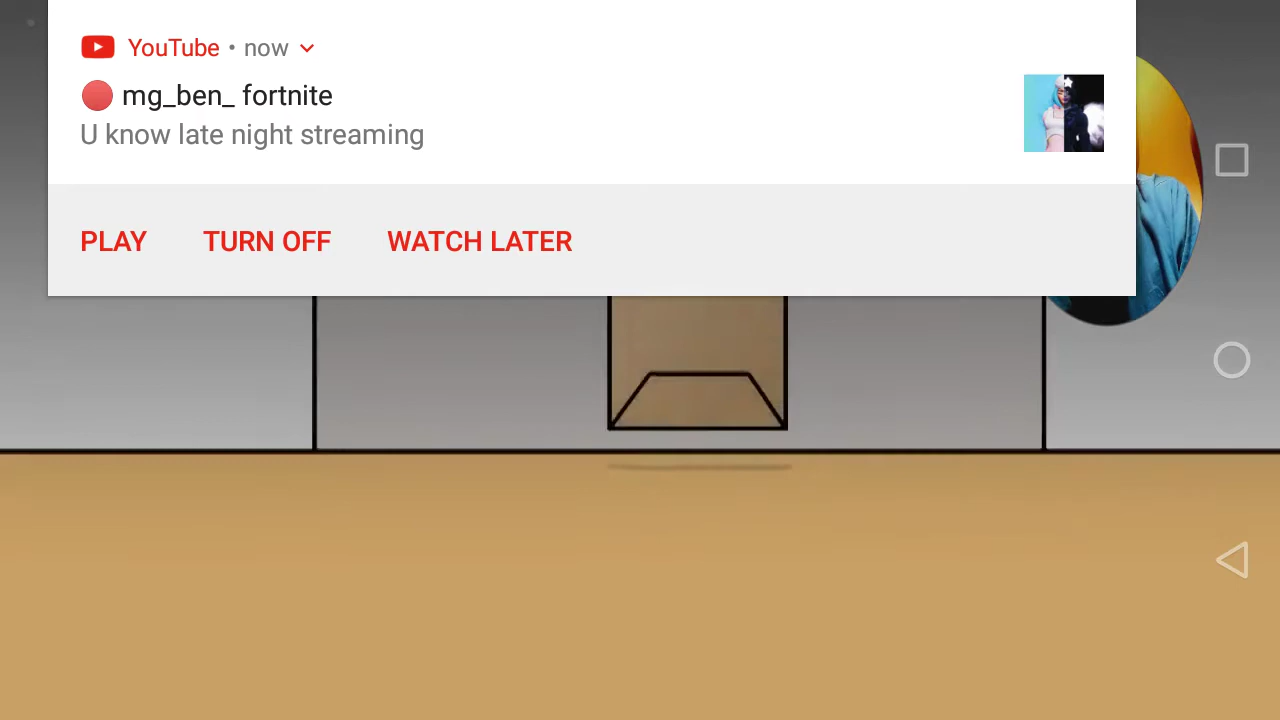 YouTube • now
mg_ben_ fortnite
U know late night streaming
PLAY TURN OFF WATCH LATER